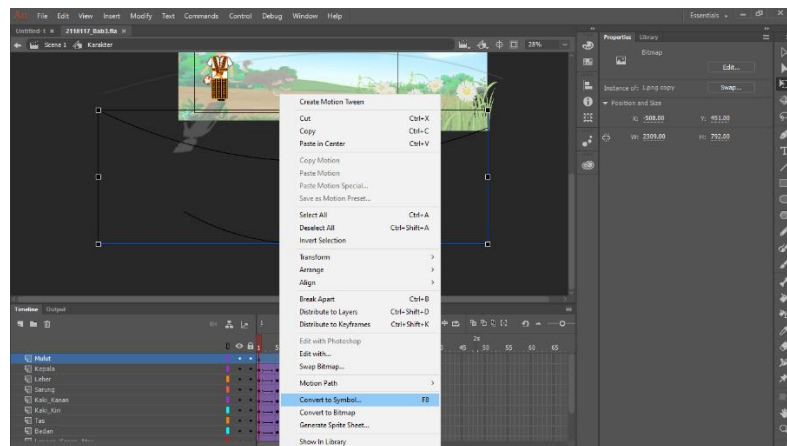 An File Edit View Insert Modify Text Commands Control Debug Window Help
Essentials
Untitled-1 × 2118117_Bab3.fla ×
Scene 1 Karakter
28%
Properties Library
Bitmap
Edit...
Instance of: 1.png copy
Swap...
Position and Size
X: -508.00 Y: 451.00
W: 2309.00 H: 792.00
Create Motion Tween
Cut Ctrl+X
Copy Ctrl+C
Paste in Center Ctrl+V
Copy Motion
Paste Motion
Paste Motion Special...
Save as Motion Preset...
Select All Ctrl+A
Deselect All Ctrl+Shift+A
Invert Selection
Transform
Arrange
Align
Break Apart Ctrl+B
Distribute to Layers Ctrl+Shift+D
Distribute to Keyframes Ctrl+Shift+K
Edit with Photoshop
Edit with...
Swap Bitmap...
Motion Path
Convert to Symbol... F8
Convert to Bitmap
Generate Sprite Sheet...
Show In Library
Timeline Output
2s
45 50 55 60 65
Mulut
Kepala
Leher
Sarung
Kaki_Kanan
Kaki_Kiri
Tas
Badan